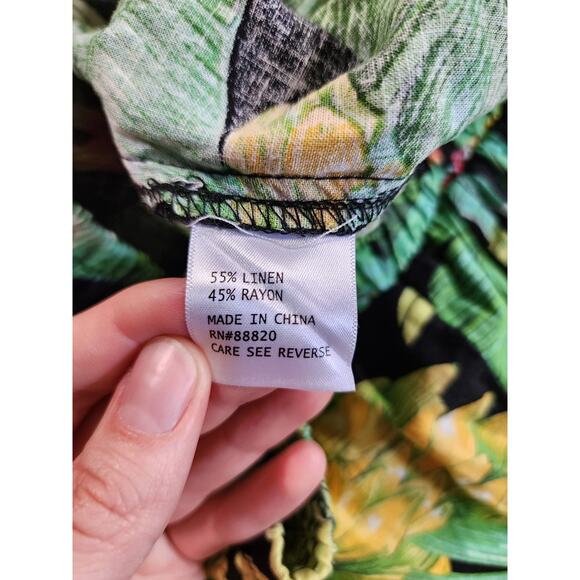 55% LINEN
45% RAYON
MADE IN CHINA
RN#88820
CARE SEE REVERSE